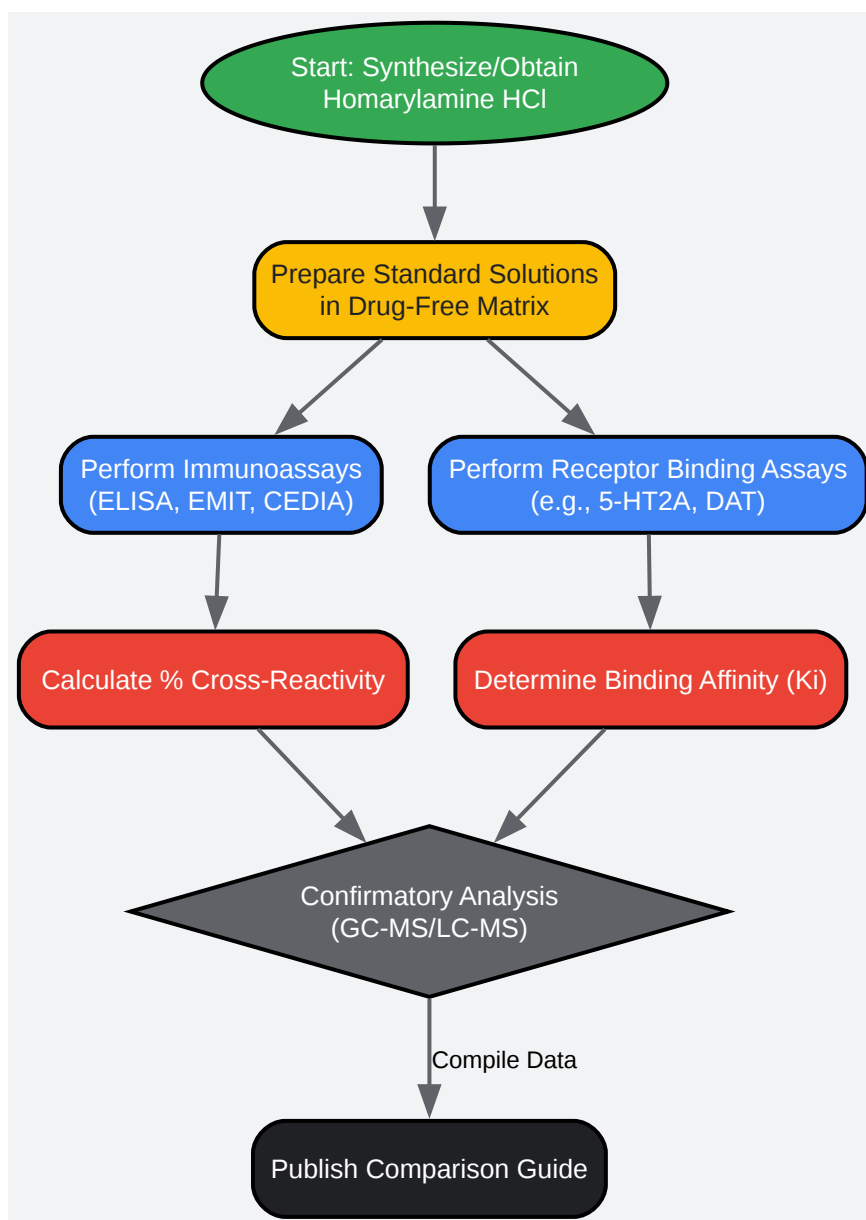 Start: Synthesize/Obtain
Homarylamine HCl
Prepare Standard Solutions
in Drug-Free Matrix
Perform Immunoassays
(ELISA, EMIT, CEDIA)
Perform Receptor Binding Assays
(e.g., 5-HT2A, DAT)
Calculate % Cross-Reactivity
Determine Binding Affinity (Ki)
Confirmatory Analysis
(GC-MS/LC-MS)
Compile Data
Publish Comparison Guide